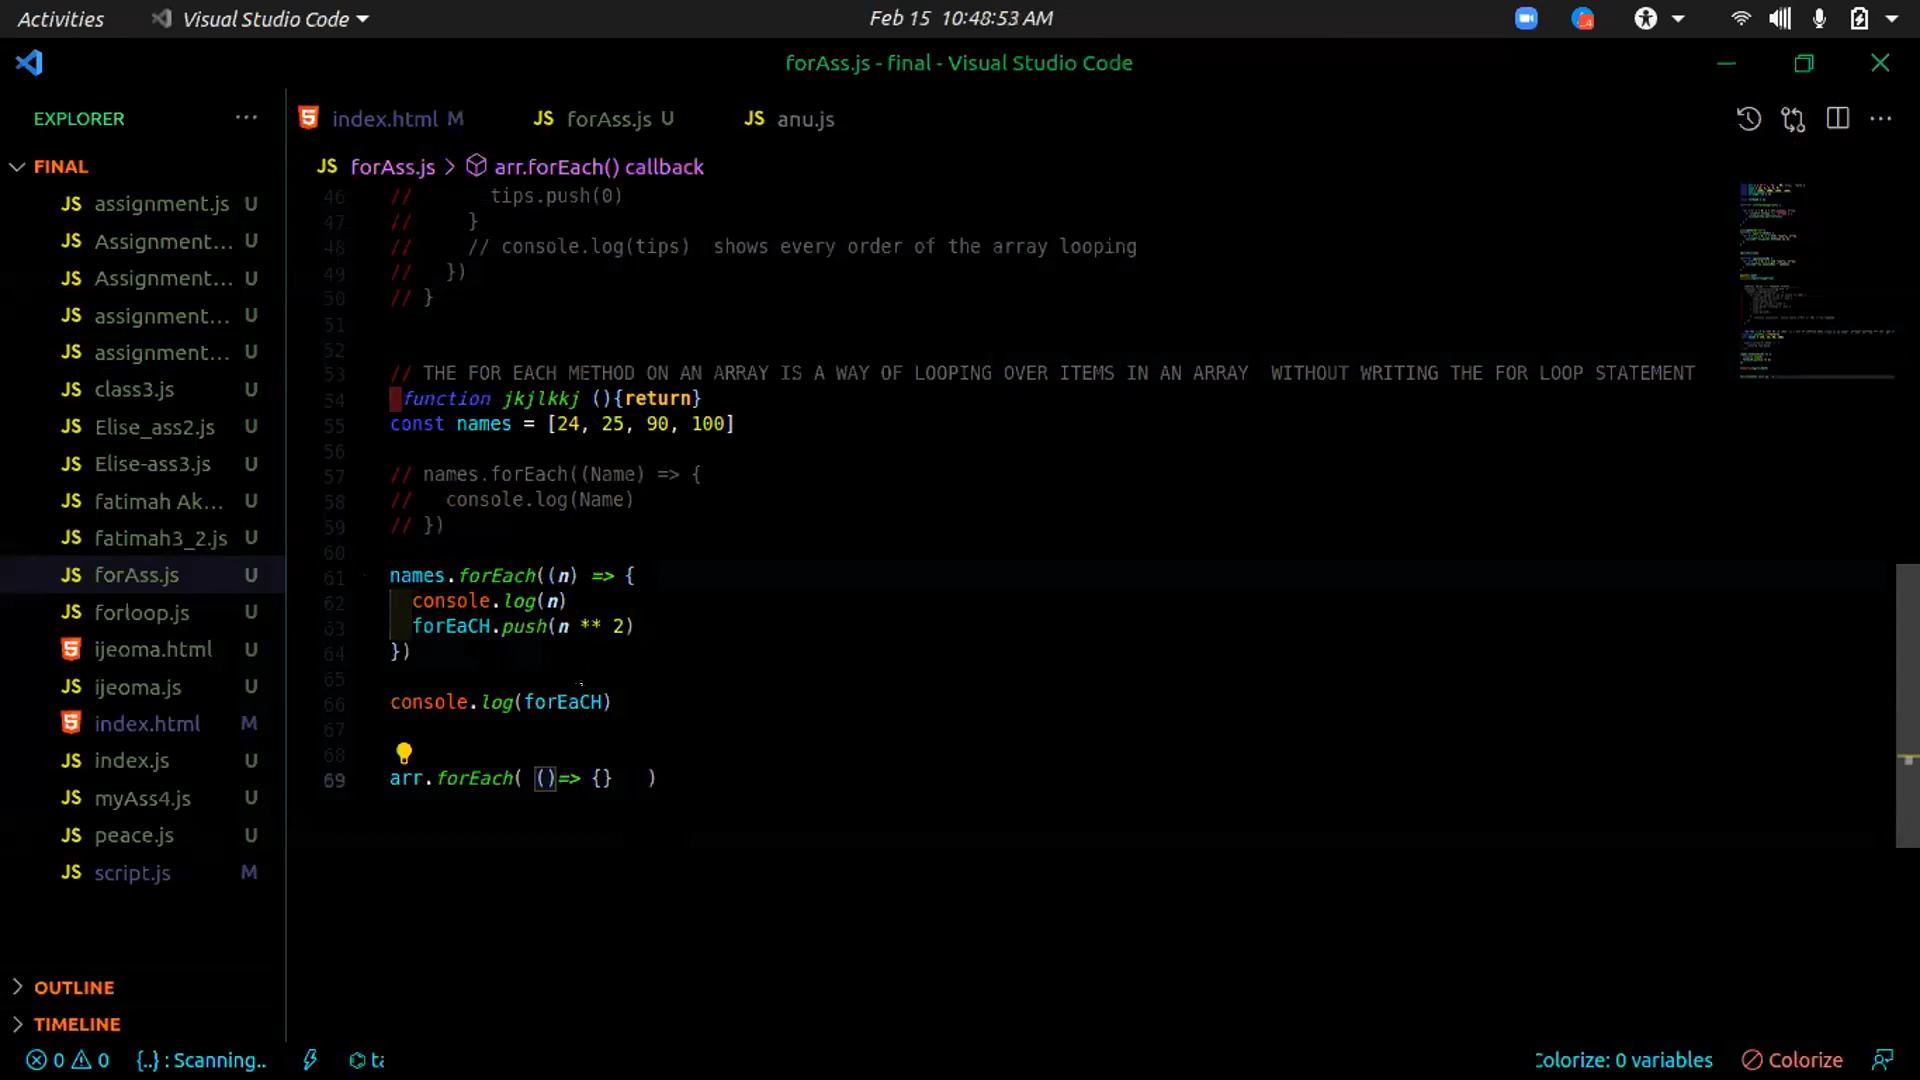 Activities
Visual Studio Code
Feb 15 10:48:53 AM
forAss.js - final - Visual Studio Code
EXPLORER
index.html M
JS forAss.js U
JS anu.js
FINAL
JS forAss.js > arr.forEach() callback
JS assignment.js U
JS Assignment... U
JS Assignment... U
JS assignment... U
JS assignment... U
JS class3.js U
JS Elise_ass2.js U
JS Elise-ass3.js U
JS fatimah Ak... U
JS fatimah3_2.js U
JS forAss.js U
JS forloop.js U
ijeoma.html U
JS ijeoma.js U
index.html M
JS index.js U
JS myAss4.js U
JS peace.js U
JS script.js M
OUTLINE
TIMELINE
46 // tips.push(0)
47 // }
48 // // console.log(tips)  shows every order of the array looping
49 // })
50 // }
51
52
53 // THE FOR EACH METHOD ON AN ARRAY IS A WAY OF LOOPING OVER ITEMS IN AN ARRAY  WITHOUT WRITING THE FOR LOOP STATEMENT
54 function jkjlkkj (){return}
55 const names = [24, 25, 90, 100]
56
57 // names.forEach((Name) => {
58 //   console.log(Name)
59 // })
60
61 names.forEach((n) => {
62 console.log(n)
63 forEaCH.push(n ** 2)
64 })
65
66 console.log(forEaCH)
67
68
69 arr.forEach( ()=> {}   )
0 0 {..} : Scanning.. ta
Colorize: 0 variables
Colorize